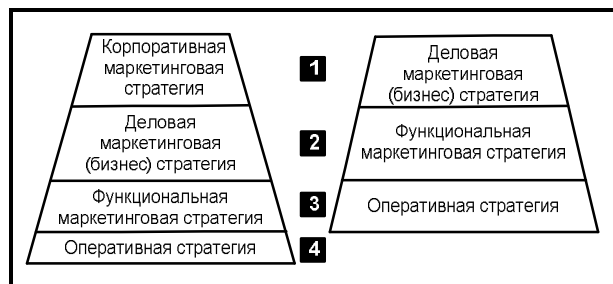 Корпоративная
маркетинговая
стратегия
Деловая
маркетинговая
(бизнес) стратегия
Функциональная
маркетинговая стратегия
Оперативная стратегия
1
2
3
4
Деловая
маркетинговая
(бизнес) стратегия
Функциональная
маркетинговая стратегия
Оперативная стратегия